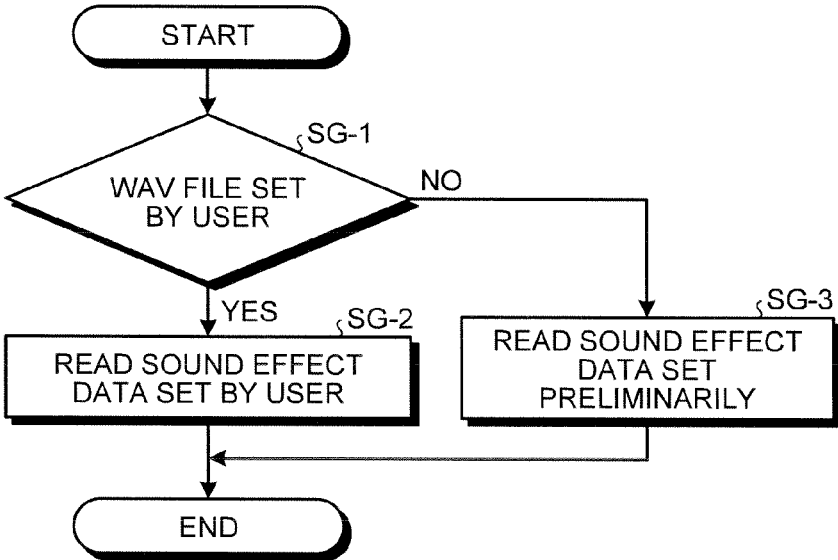 START
SG-1
WAV FILE SET
BY USER
NO
YES
SG-2
READ SOUND EFFECT
DATA SET BY USER
SG-3
READ SOUND EFFECT
DATA SET
PRELIMINARILY
END